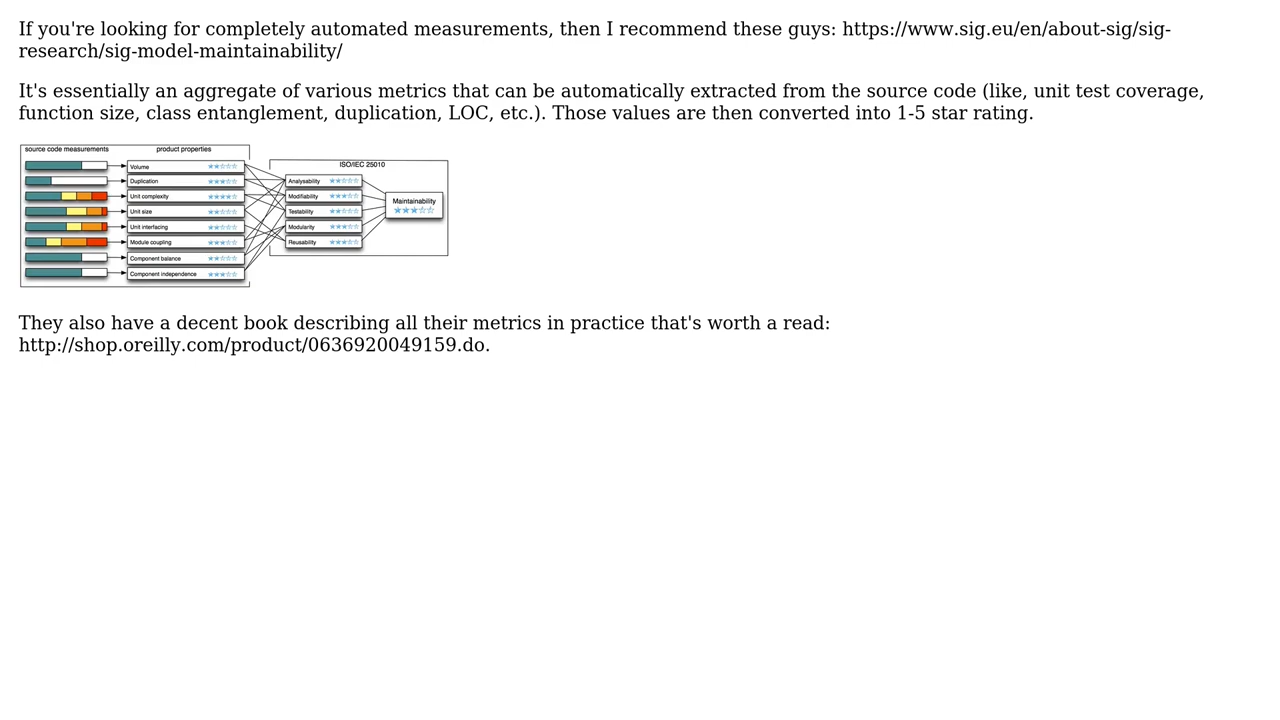 If you're looking for completely automated measurements, then I recommend these guys: https://www.sig.eu/en/about-sig/sig-
research/sig-model-maintainability/
It's essentially an aggregate of various metrics that can be automatically extracted from the source code (like, unit test coverage,
function size, class entanglement, duplication, LOC, etc.). Those values are then converted into 1-5 star rating.
source code measurements
product properties
Volume ★★☆☆☆
Duplication ★★★☆☆
Unit complexity ★★★★☆
Unit size ★★☆☆☆
Unit interfacing ★★☆☆☆
Module coupling ★★★☆☆
Component balance ★★☆☆☆
Component independence ★★★☆☆
ISO/IEC 25010
Analysability ★★☆☆☆
Modifiability ★★★☆☆
Testability ★★☆☆☆
Modularity ★★★☆☆
Reusability ★★★☆☆
Maintainability
★★★☆☆
They also have a decent book describing all their metrics in practice that's worth a read:
http://shop.oreilly.com/product/0636920049159.do.